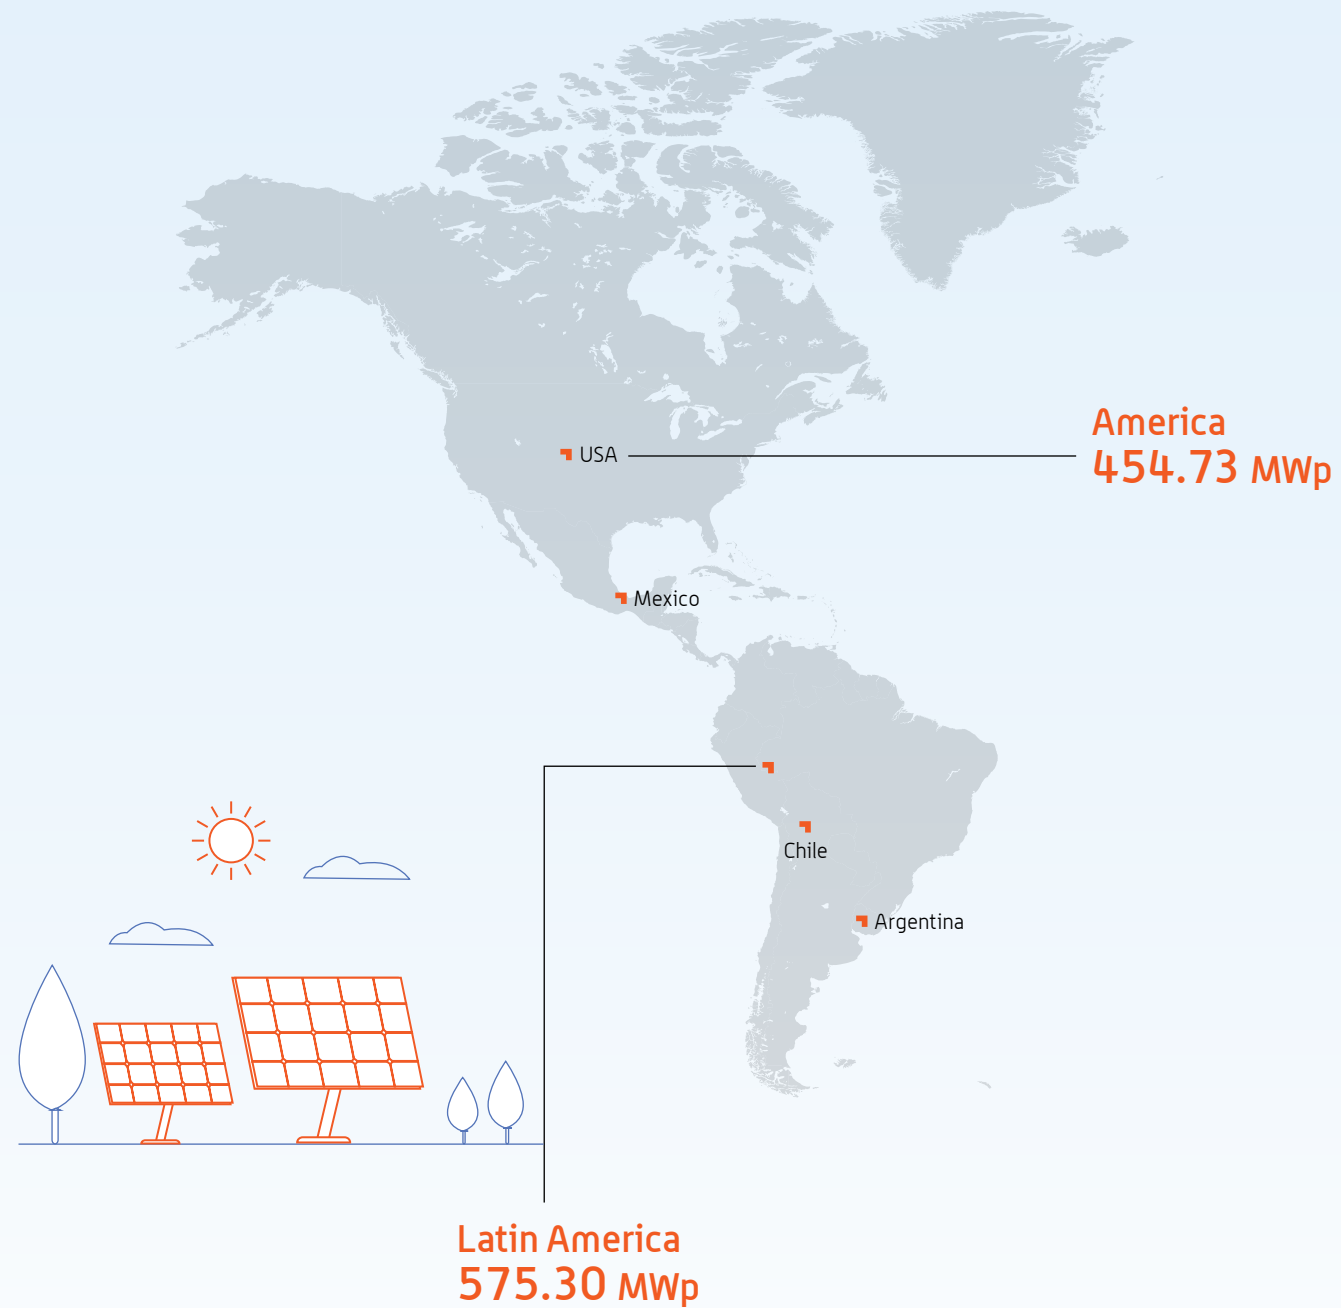 America
454.73 MWp
USA
Mexico
Chile
Argentina
Latin America
575.30 MWp